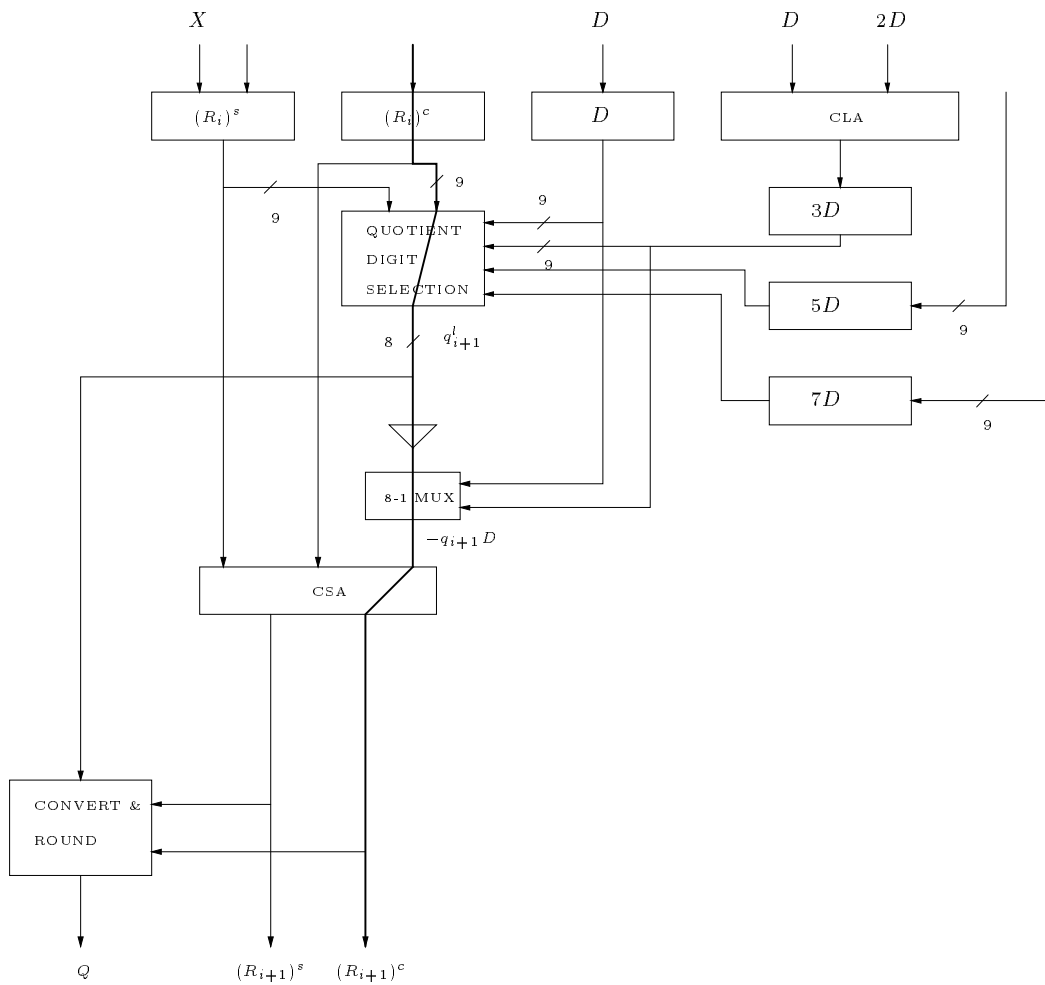 X D D 2D
(R_i)^s (R_i)^c D CLA
9
9 9 3D
QUOTIENT
DIGIT
SELECTION
9
5D
9
8 q^l_{i+1}
7D
9
8-1 MUX
−q_{i+1} D
CSA
CONVERT &
ROUND
Q (R_{i+1})^s (R_{i+1})^c